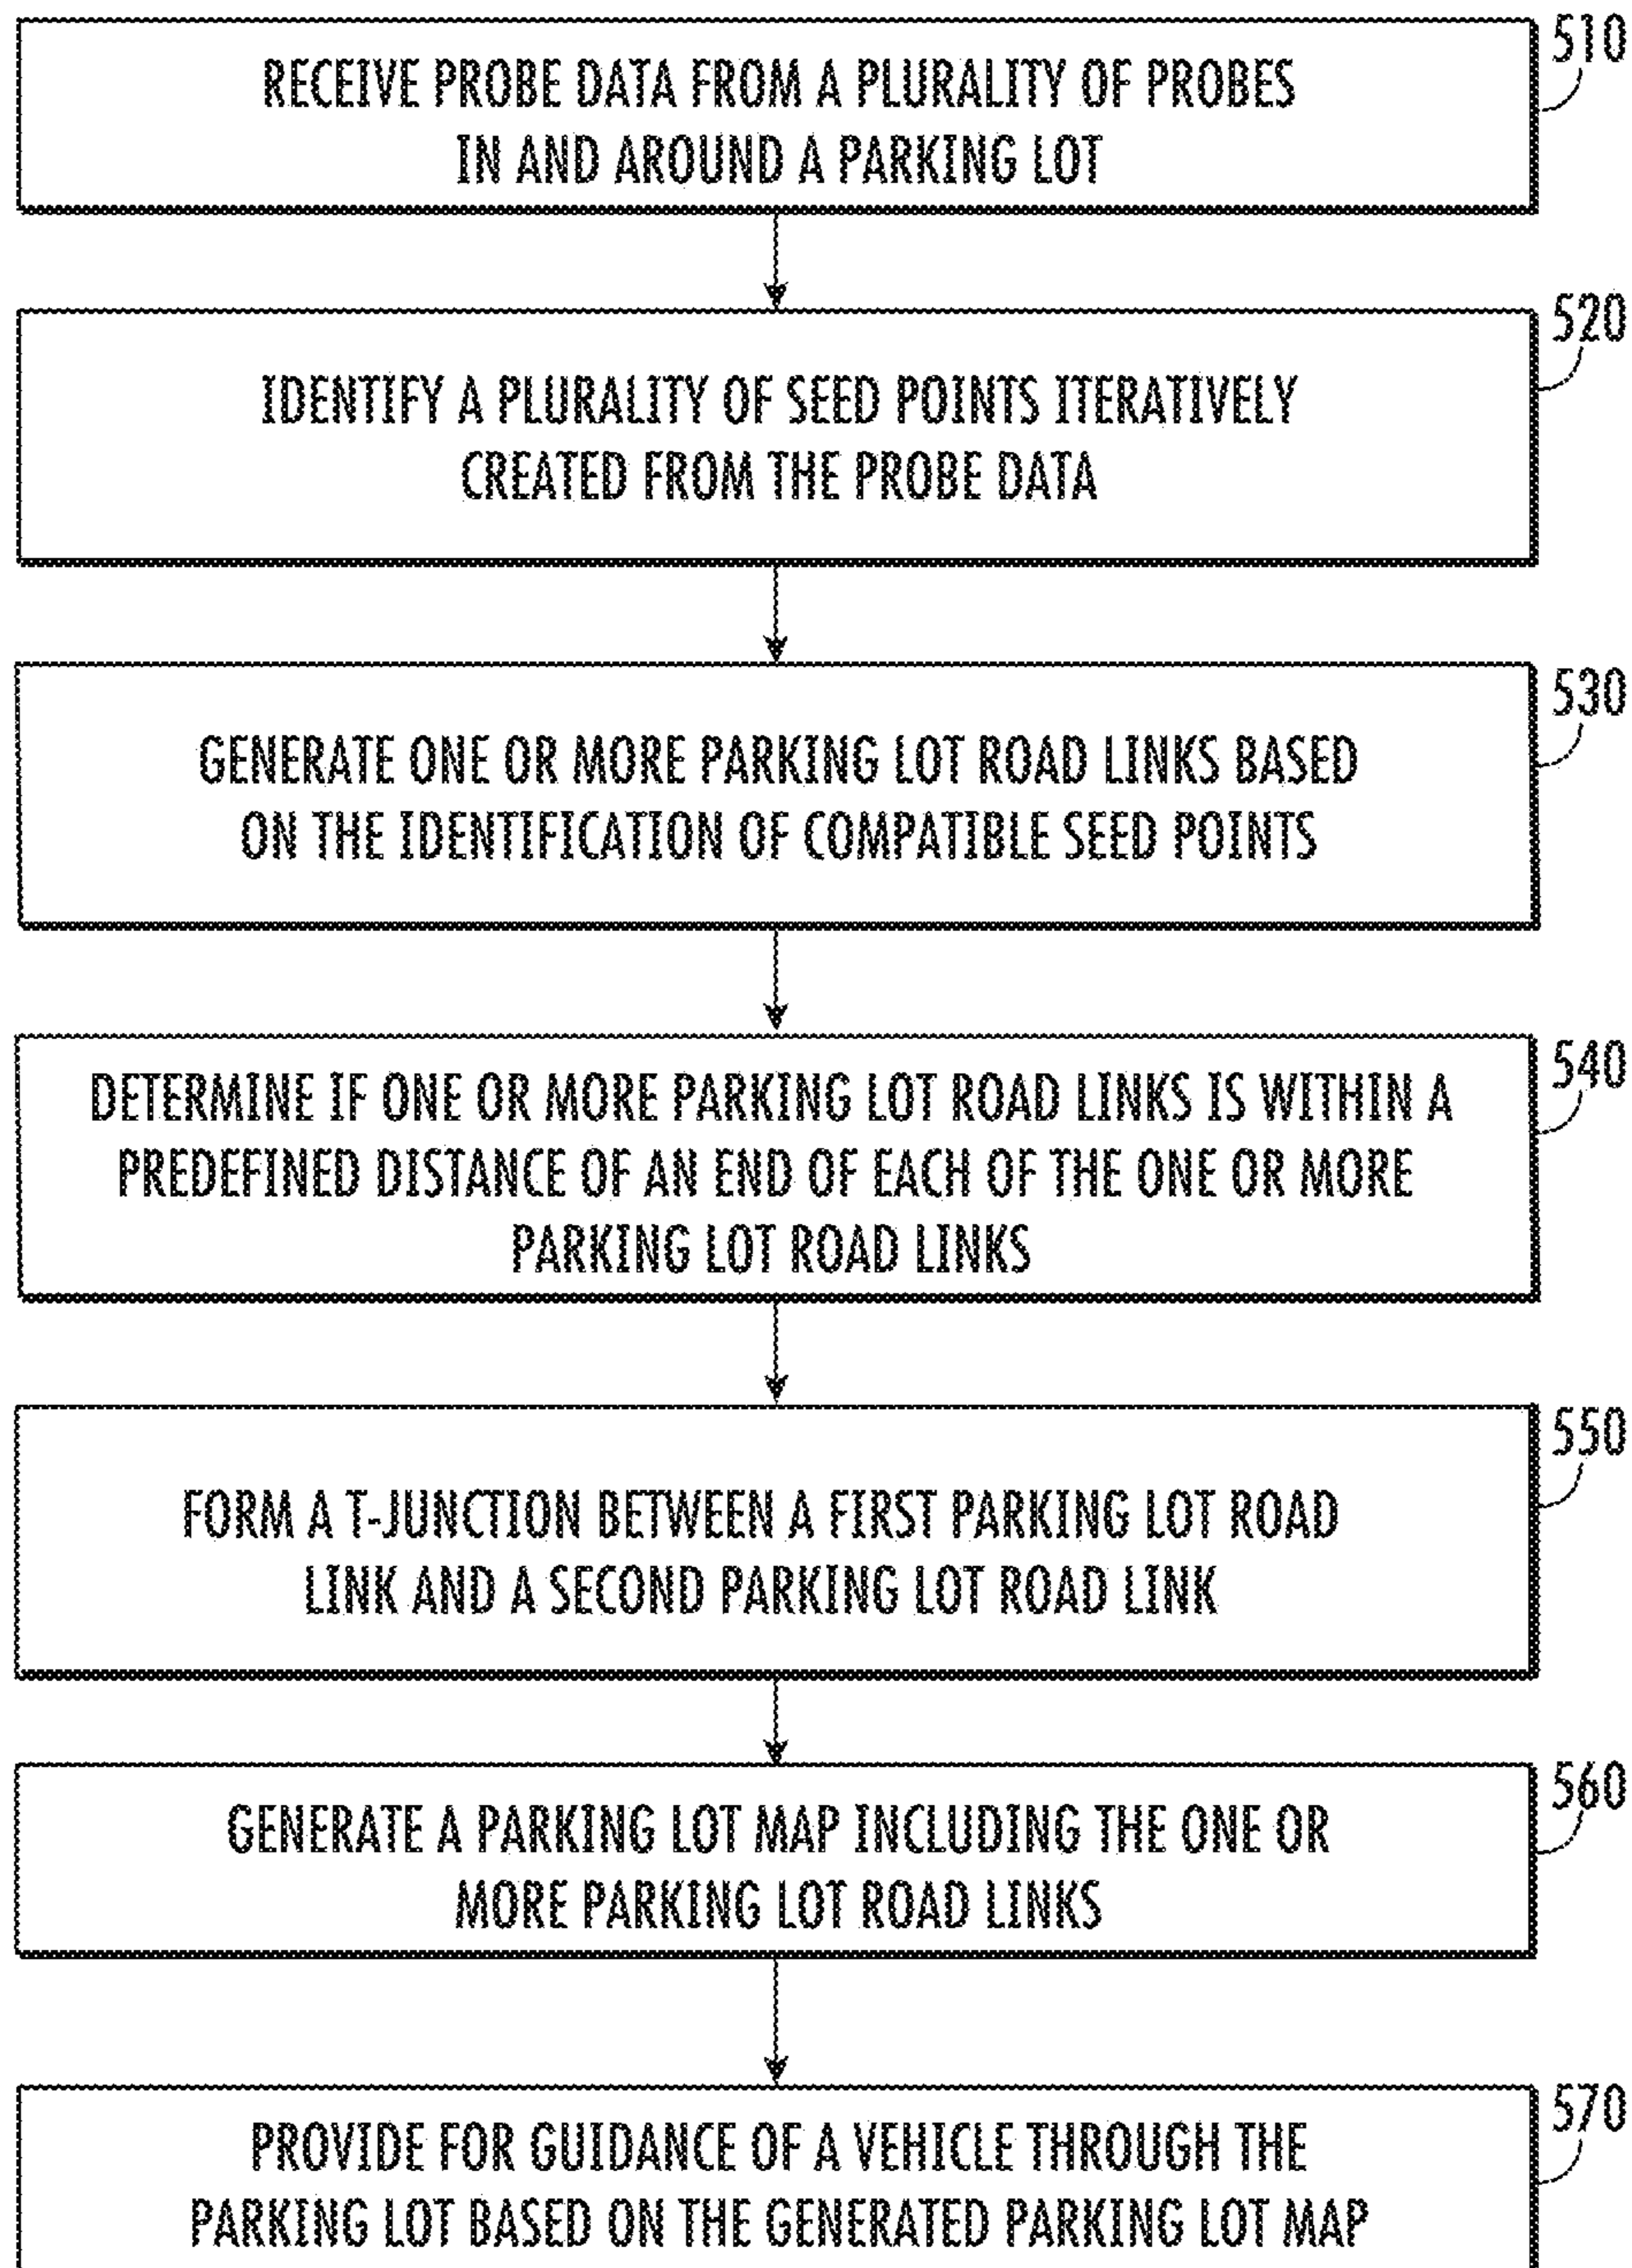 510
RECEIVE PROBE DATA FROM A PLURALITY OF PROBES
IN AND AROUND A PARKING LOT
520
IDENTIFY A PLURALITY OF SEED POINTS ITERATIVELY
CREATED FROM THE PROBE DATA
530
GENERATE ONE OR MORE PARKING LOT ROAD LINKS BASED
ON THE IDENTIFICATION OF COMPATIBLE SEED POINTS
540
DETERMINE IF ONE OR MORE PARKING LOT ROAD LINKS IS WITHIN A
PREDEFINED DISTANCE OF AN END OF EACH OF THE ONE OR MORE
PARKING LOT ROAD LINKS
550
FORM A T-JUNCTION BETWEEN A FIRST PARKING LOT ROAD
LINK AND A SECOND PARKING LOT ROAD LINK
560
GENERATE A PARKING LOT MAP INCLUDING THE ONE OR
MORE PARKING LOT ROAD LINKS
570
PROVIDE FOR GUIDANCE OF A VEHICLE THROUGH THE
PARKING LOT BASED ON THE GENERATED PARKING LOT MAP